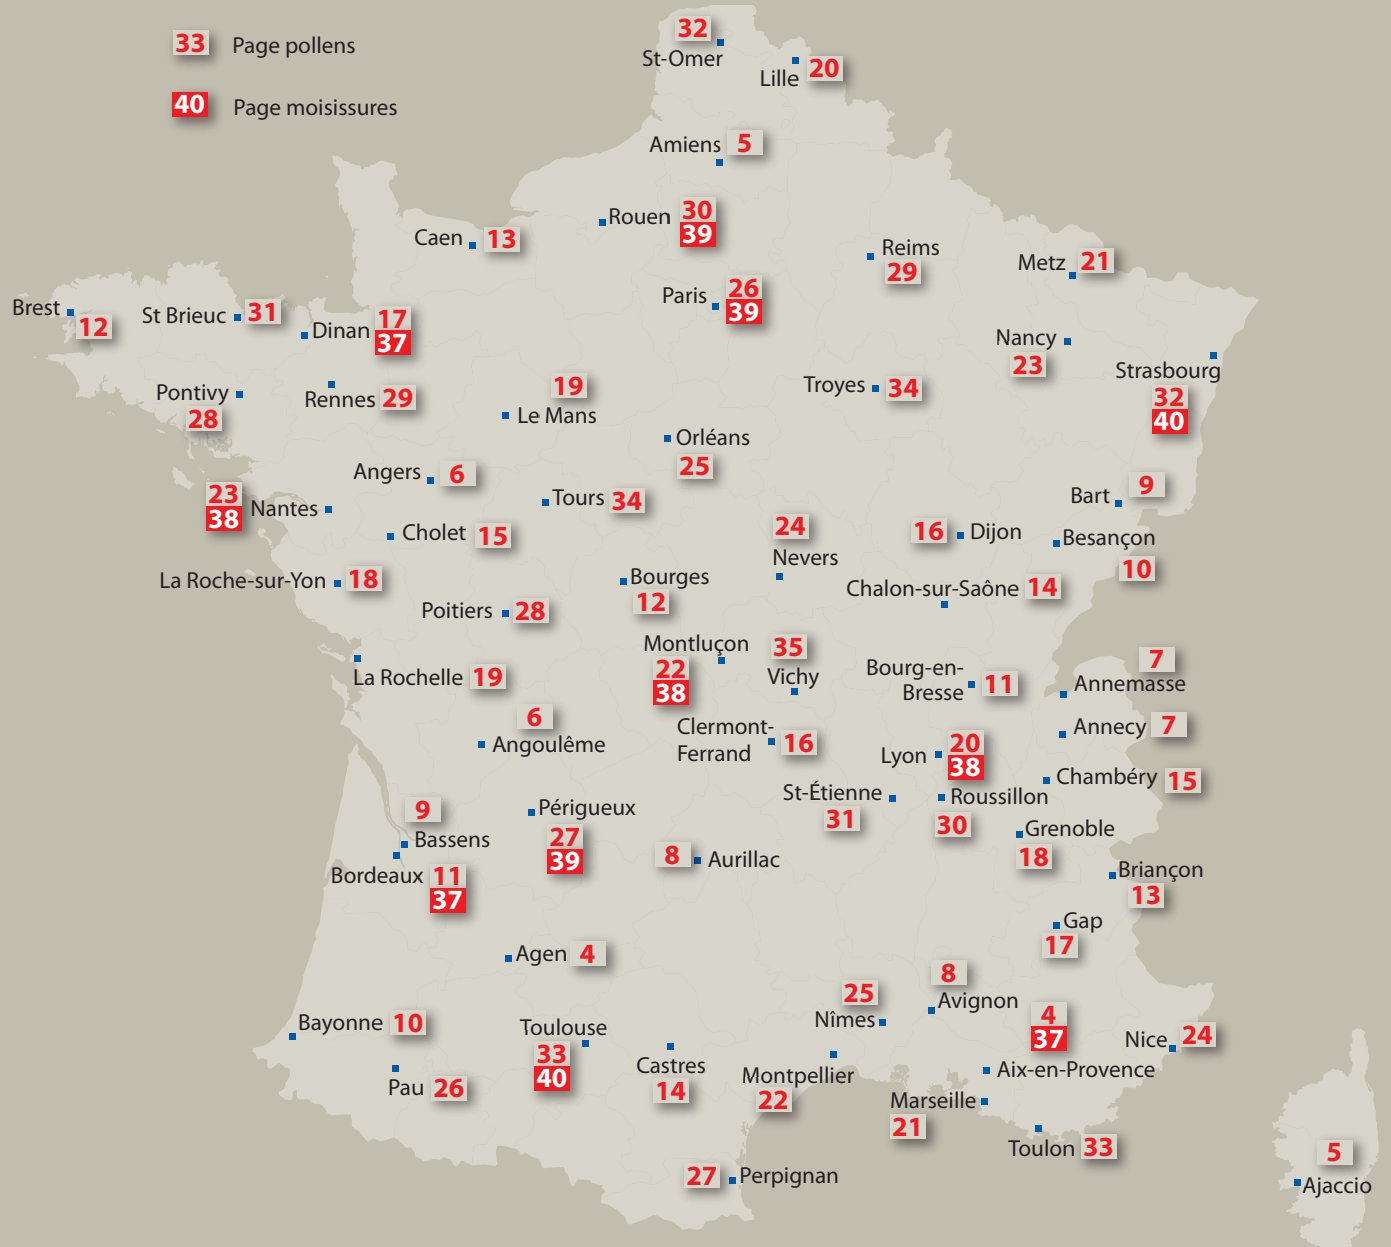 33 Page pollens
40 Page moisissures
32
St-Omer
Lille 20
Amiens 5
Rouen 30
39
Caen 13
Reims
29
Metz 21
Paris 26
39
Brest
12
St Brieuc 31
Dinan 17
37
Nancy
23
Strasbourg
32
40
Pontivy
28
Rennes 29
19
Le Mans
Troyes 34
Orléans
25
Angers 6
23
38
Nantes
Tours 34
Cholet 15
Bart 9
24
Nevers
16 Dijon
Besançon
10
La Roche-sur-Yon 18
Bourges
12
Chalon-sur-Saône 14
Poitiers 28
Montluçon
22
38
35
Vichy
La Rochelle 19
Bourg-en-
Bresse 11
7
Annemasse
6
Angoulême
Clermont-
Ferrand 16
Annecy 7
Lyon 20
38
Chambéry 15
St-Étienne
31
Roussillon
30
9
Bassens
Périgueux
27
39
Grenoble
18
8 Aurillac
Bordeaux 11
37
Briançon
13
Gap
17
Agen 4
8
Avignon
25
Nîmes
4
37
Aix-en-Provence
Nice 24
Bayonne 10
Toulouse
33
40
Castres
14
Pau 26
Montpellier
22
Marseille
21
Toulon 33
27 Perpignan
5
Ajaccio